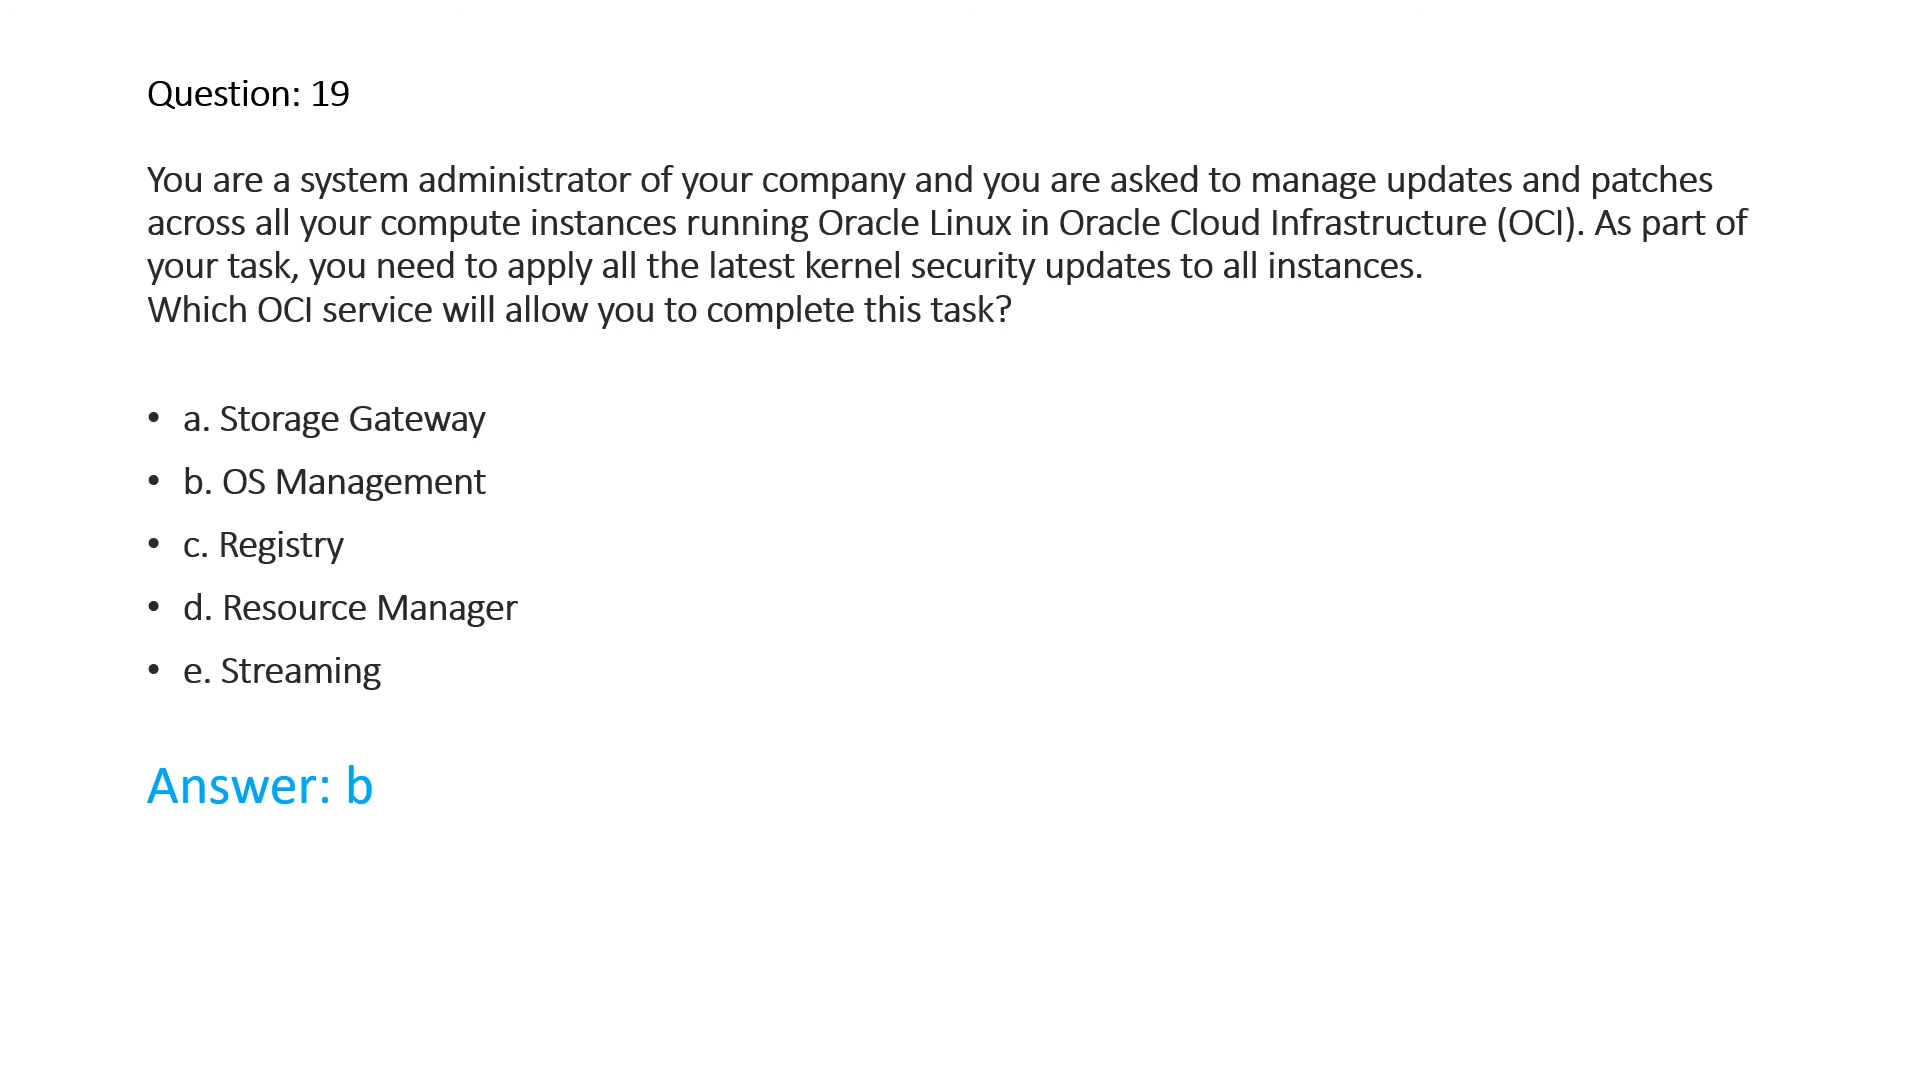 Question: 19
You are a system administrator of your company and you are asked to manage updates and patches
across all your compute instances running Oracle Linux in Oracle Cloud Infrastructure (OCI). As part of
your task, you need to apply all the latest kernel security updates to all instances.
Which OCI service will allow you to complete this task?
• a. Storage Gateway
• b. OS Management
• c. Registry
• d. Resource Manager
• e. Streaming
Answer: b